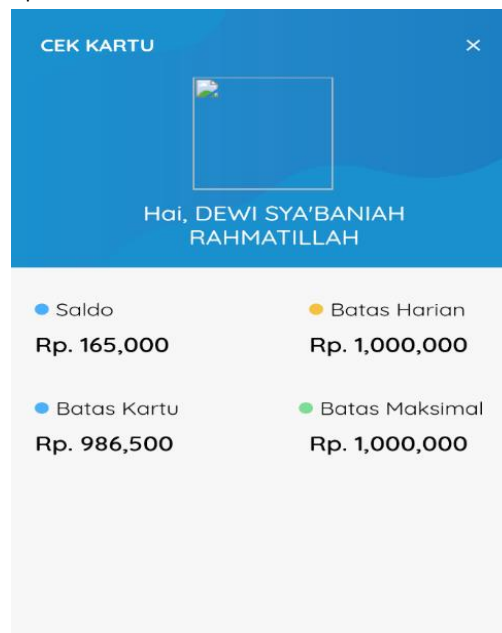 CEK KARTU ×
Hai, DEWI SYA'BANIAH
RAHMATILLAH
Saldo
Rp. 165,000
Batas Harian
Rp. 1,000,000
Batas Kartu
Rp. 986,500
Batas Maksimal
Rp. 1,000,000